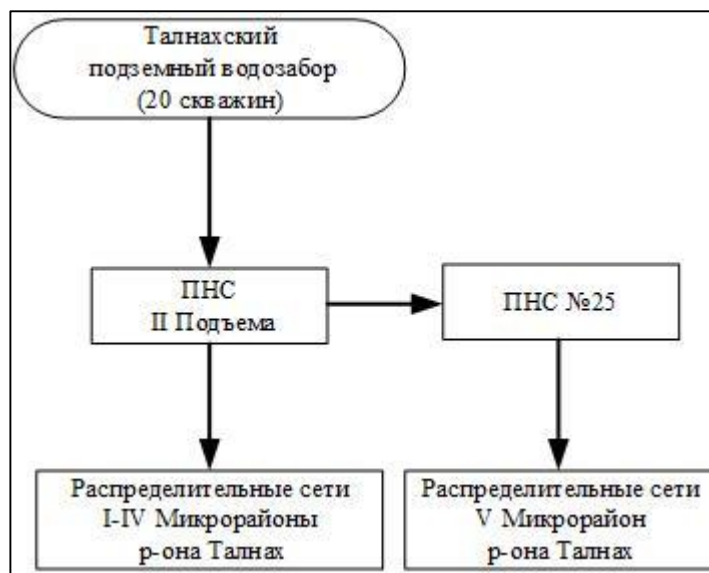 Талнахский
подземный водозабор
(20 скважин)
ПНС
II Подъема
ПНС №25
Распределительные сети
I-IV Микрорайоны
р-она Талнах
Распределительные сети
V Микрорайон
р-она Талнах